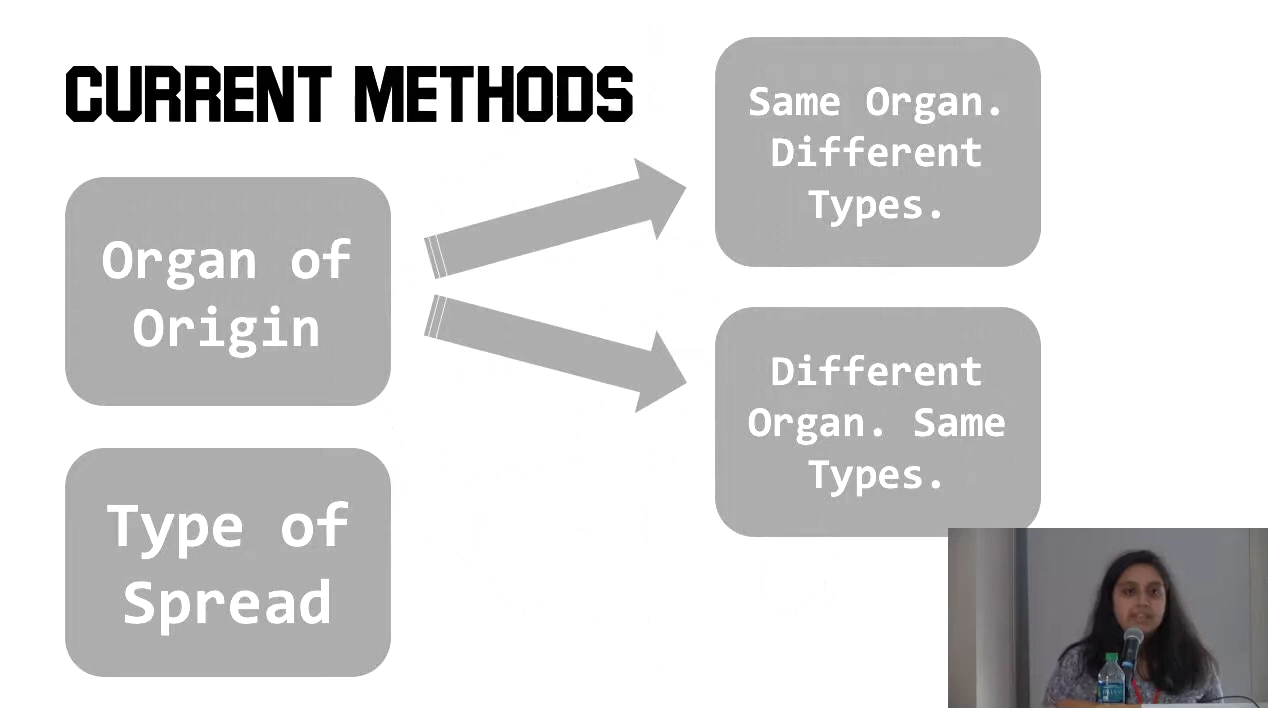 CURRENT METHODS
Organ of
Origin
Type of
Spread
Same Organ.
Different
Types.
Different
Organ. Same
Types.